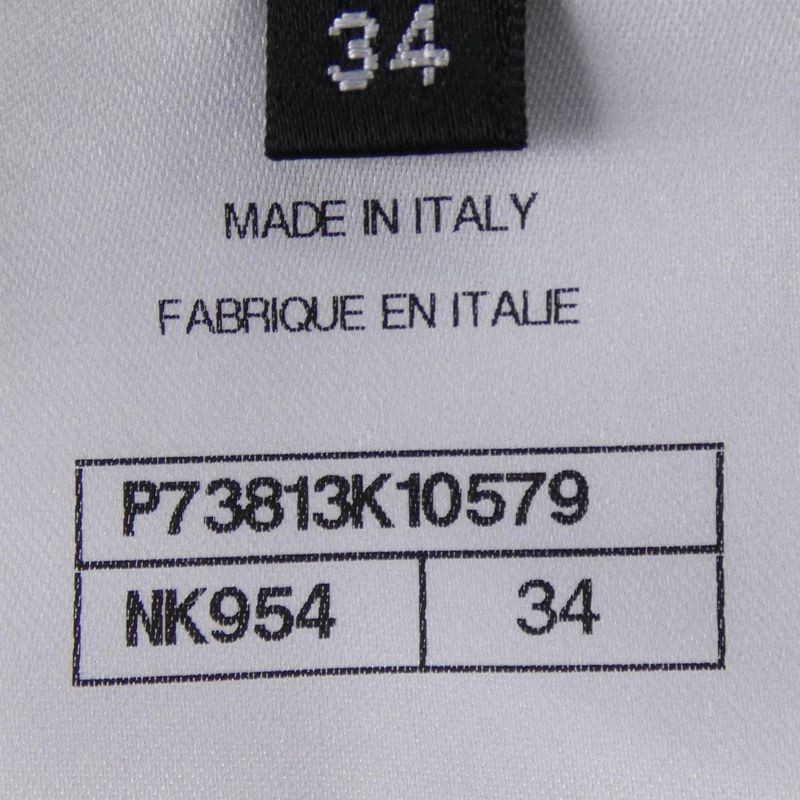 34
MADE IN ITALY
FABRIQUE EN ITALIE
P73813K10579
NK954 34